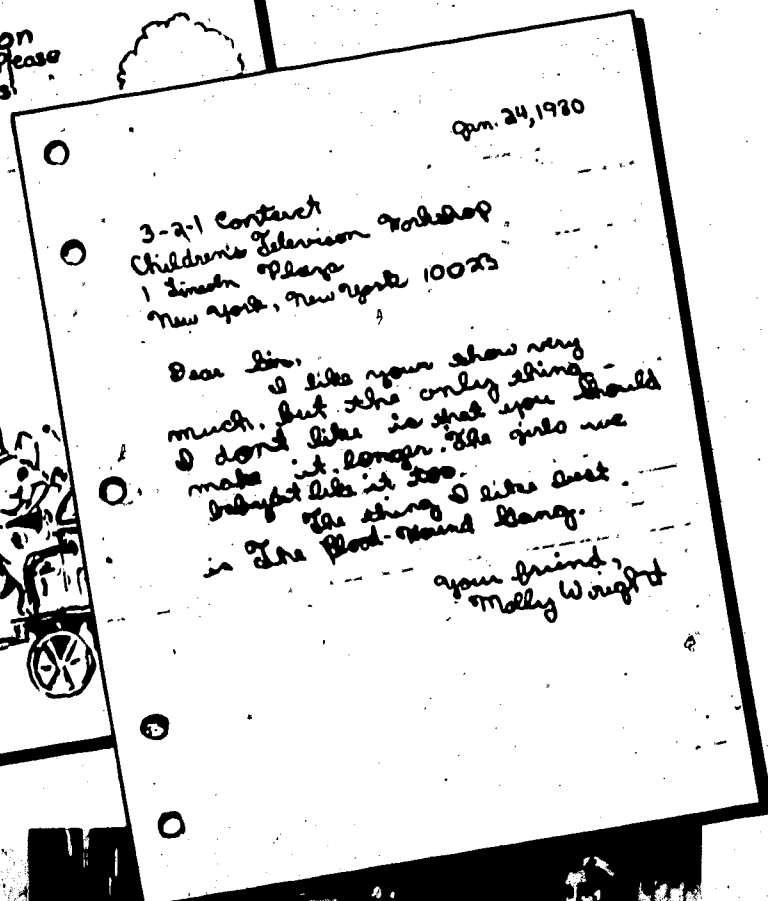 on
Please
s
Jan. 24, 1980
3-2-1 Contact
Children's Televison Workshop
1 Lincoln Plaza
New York, New York 10023
Dear Sir,
I like your show very
much, but the only thing
I don't like is that you should
make it longer. The girls we
babysit like it too.
The thing I like best
is The Blood-Hound Gang.
Your friend,
Molly Wright